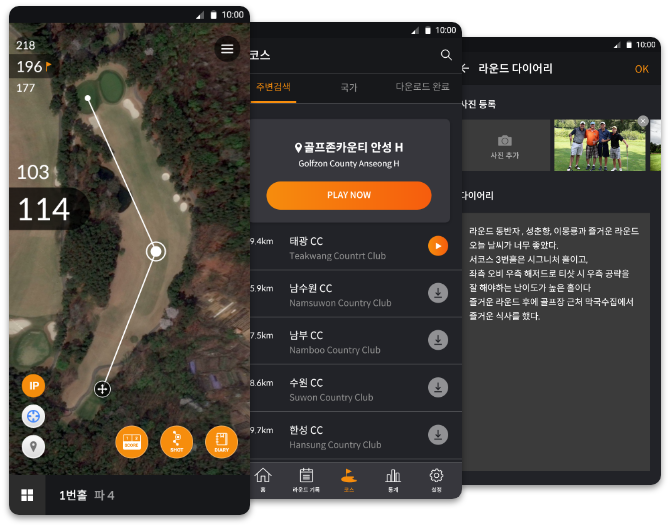 10:00
218
196
177
103
114
IP
SCORE
SHOT
DIARY
1번홀 파 4
10:00
코스
주변검색 국가 다운로드 완료
골프존카운티 안성 H
Golfzon County Anseong H
PLAY NOW
9.4km 태광 CC
Teakwang Countrt Club
5.9km 남수원 CC
Namsuwon Country Club
7.5km 남부 CC
Namboo Country Club
8.6km 수원 CC
Suwon Country Club
9.7km 한성 CC
Hansung Country Club
홈 라운드 기록 코스 통계 설정
10:00
라운드 다이어리 OK
사진 등록
사진 추가
다이어리
라운드 동반자, 성춘향, 이몽룡과 즐거운 라운드
오늘 날씨가 너무 좋았다.
서코스 3번홀은 시그니처 홀이고,
좌측 오비 우측 해저드로 티샷 시 우측 공략을
잘 해야하는 난이도가 높은 홀이다
즐거운 라운드 후에 골프장 근처 막국수집에서
즐거운 식사를 했다.